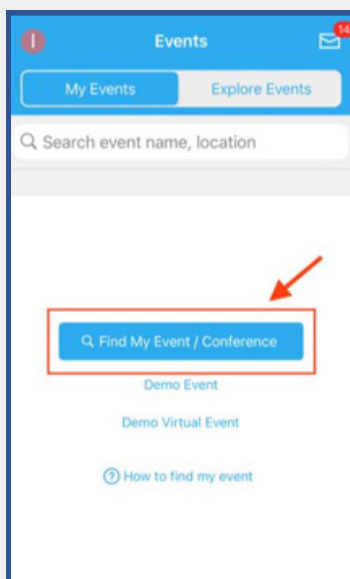 I
Events
14
My Events
Explore Events
Search event name, location
Find My Event / Conference
Demo Event
Demo Virtual Event
? How to find my event